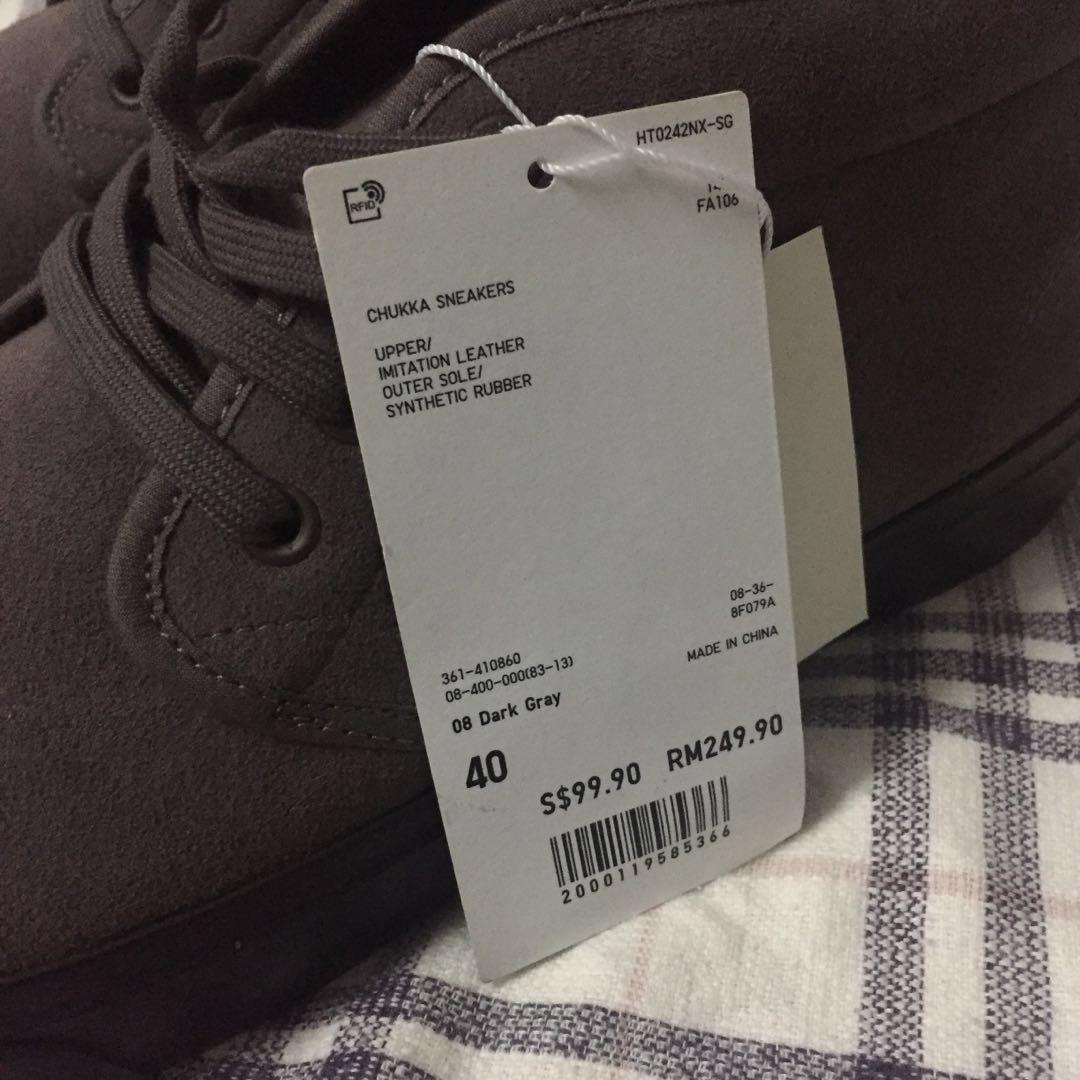 HT0242NX-SG
RFID
FA106
CHUKKA SNEAKERS
UPPER/
IMITATION LEATHER
OUTER SOLE/
SYNTHETIC RUBBER
08-36-
8F079A
MADE IN CHINA
361-410860
08-400-000(83-13)
08 Dark Gray
40
S$99.90 RM249.90
2000119585366